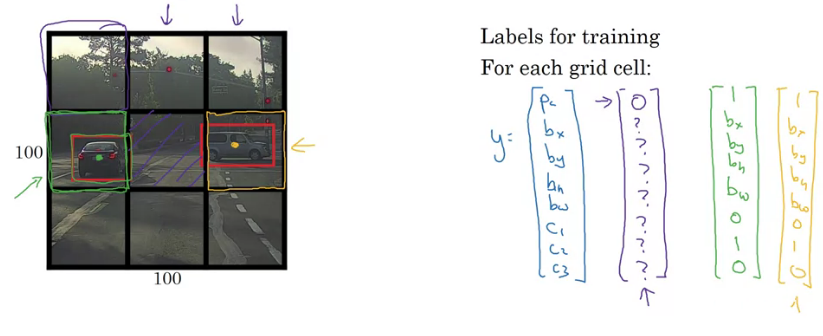 Labels for training
For each grid cell:
100
100
y=
pc
bx
by
bh
bw
c1
c2
c3
0
?
?
?
?
?
?
?
1
bx
by
bh
bw
0
1
0
1
bx
by
bh
bw
0
1
0